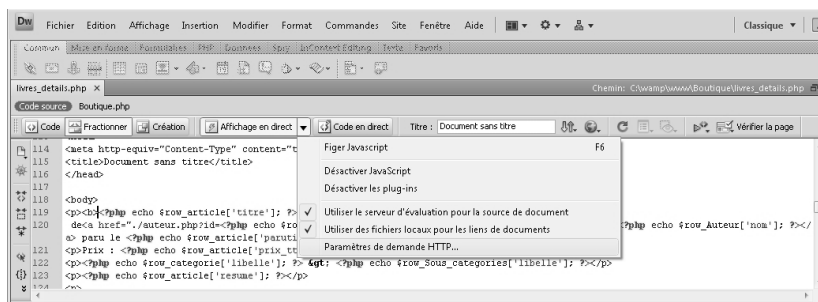 Dw Fichier Edition Affichage Insertion Modifier Format Commandes Site Fenêtre Aide Classique
Commun Mise en forme Formulaires PHP Données Spry InContext Editing Texte Favoris
livres_details.php × Chemin: C:\wamp\www\Boutique\livres_details.php
Code source Boutique.php
Code Fractionner Création Affichage en direct Code en direct Titre : Document sans titre Vérifier la page
114 <meta http-equiv="Content-Type" content="t
Figer Javascript F6
115 <title>Document sans titre</title>
116 </head>
Désactiver JavaScript
117
Désactiver les plug-ins
118 <body>
119 <p><b><?php echo $row_article['titre']; ?>
✓ Utiliser le serveur d'évaluation pour la source de document
120 de<a href="./auteur.php?id=<?php echo $ro
✓ Utiliser des fichiers locaux pour les liens de documents
?php echo $row_Auteur['nom']; ?></
a> paru le <?php echo $row_article['paruti
Paramètres de demande HTTP...
121 <p>Prix : <?php echo $row_article['prix_tt
122 <p><?php echo $row_categorie['libelle']; ?> &gt; <?php echo $row_Sous_categories['libelle']; ?></p>
123 <p><?php echo $row_article['resume']; ?></p>
124 <p>